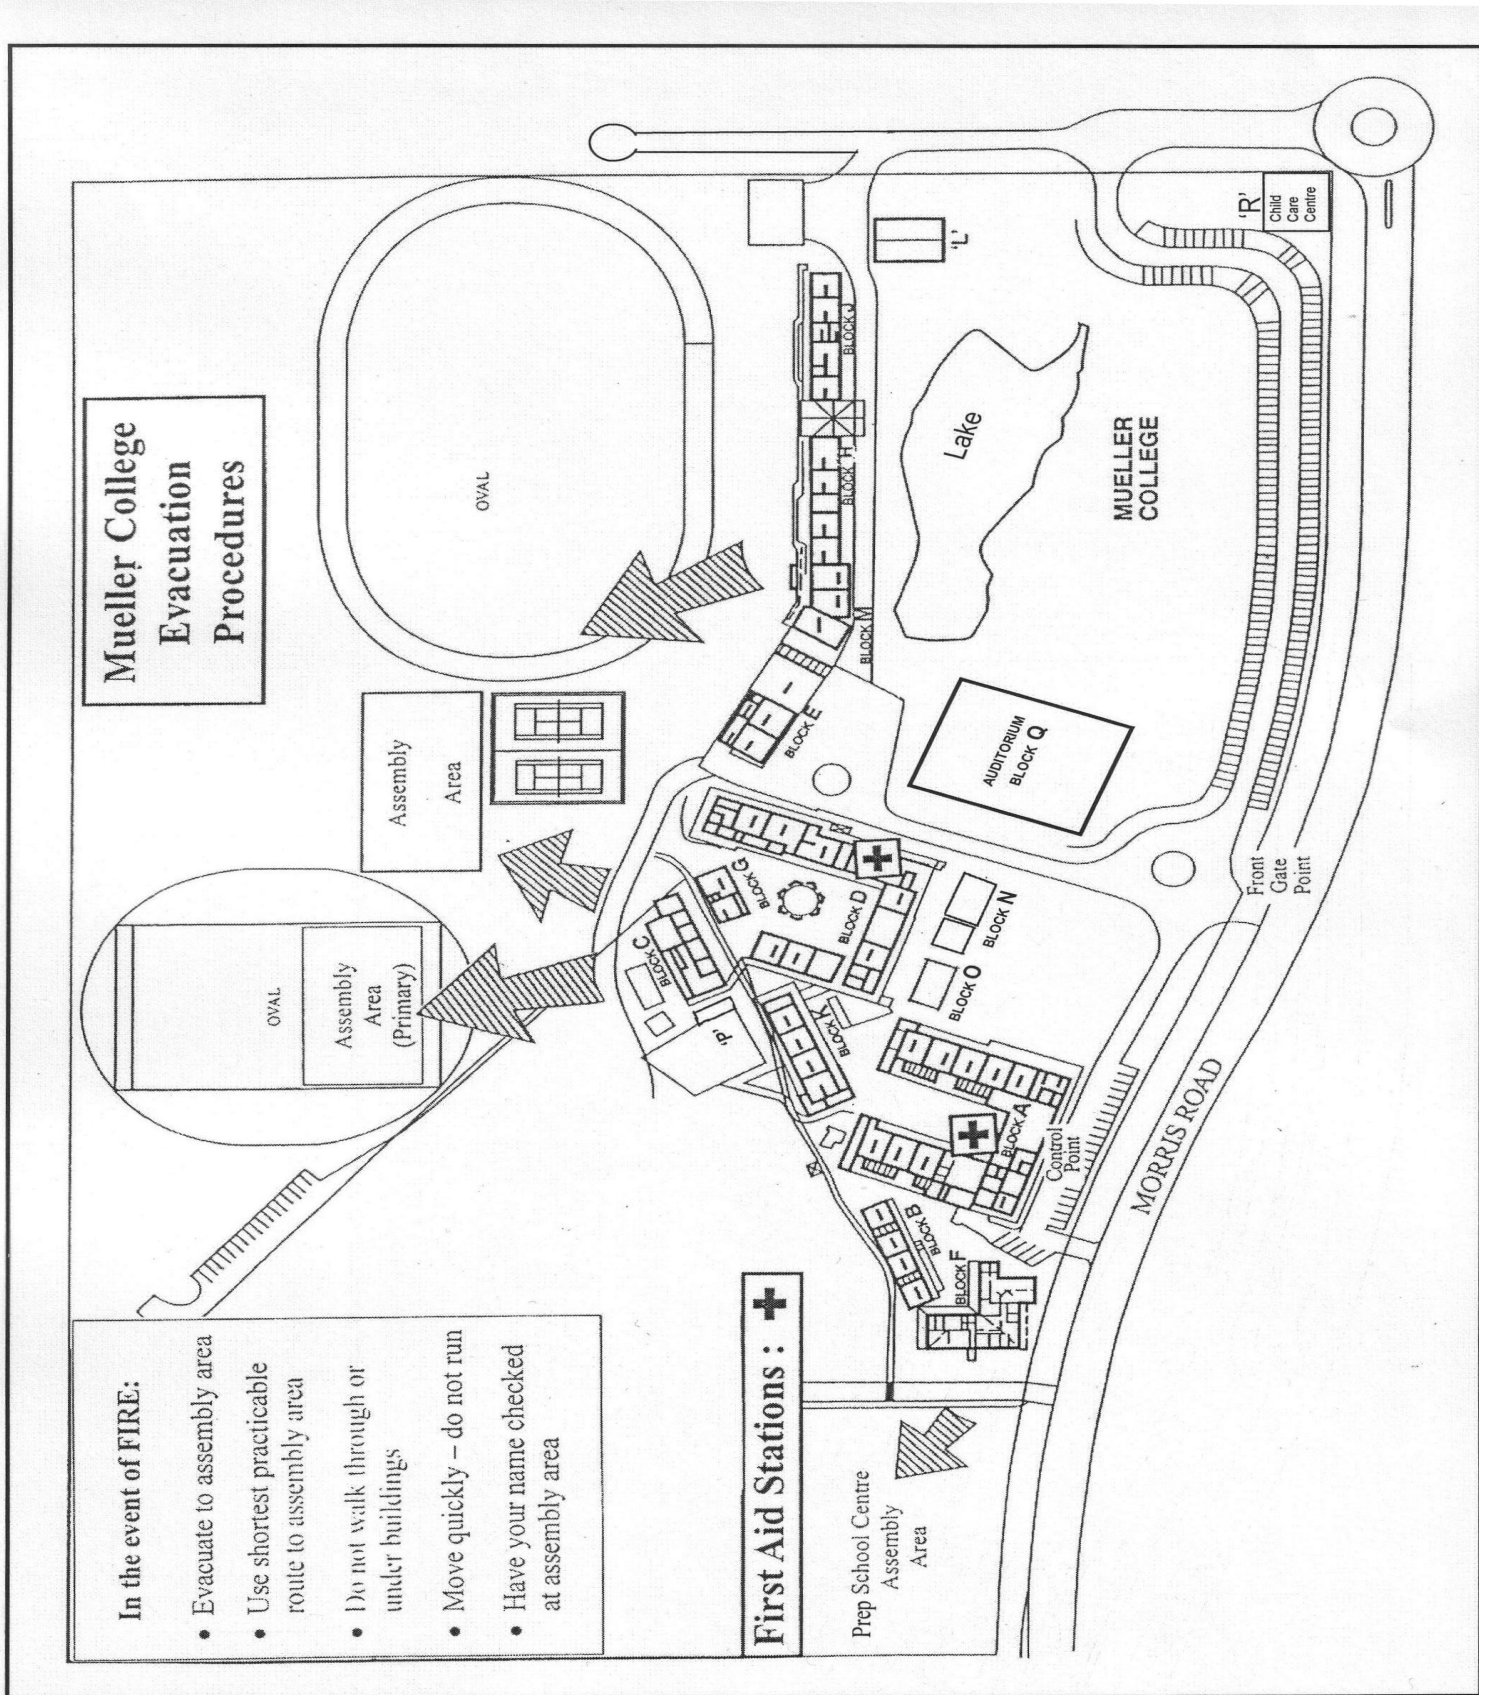 Mueller College
Evacuation
Procedures
In the event of FIRE:
• Evacuate to assembly area
• Use shortest practicable
route to assembly area
• Do not walk through or
under buildings
• Move quickly – do not run
• Have your name checked
at assembly area
First Aid Stations :
Prep School Centre
Assembly
Area
OVAL
Assembly
Area
(Primary)
Assembly
Area
OVAL
BLOCK F
BLOCK B
BLOCK A
Control
Point
BLOCK K
'P'
BLOCK C
BLOCK G
BLOCK D
BLOCK O
BLOCK N
BLOCK E
BLOCK M
BLOCK 'H'
BLOCK J
'L'
Lake
AUDITORIUM
BLOCK Q
MUELLER
COLLEGE
'R'
Child
Care
Centre
Front
Gate
Point
MORRIS ROAD